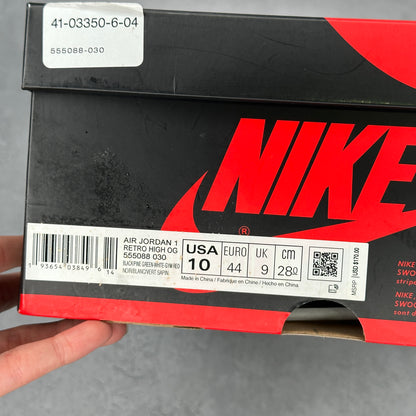 41-03350-6-04
555088-030
NIKE
®
AIR JORDAN 1
RETRO HIGH OG
555088 030
BLACK/PINE GREEN-WHITE-GYM RED
NOIR/BLANC/VERT SAPIN
USA
10
EURO
44
UK
9
cm
28
Made in China / Fabriqué en Chine / Hecho en China
MSRP USD $170.00
NIKE
SWOO
stripe
NIKE,
SWOO
sont d